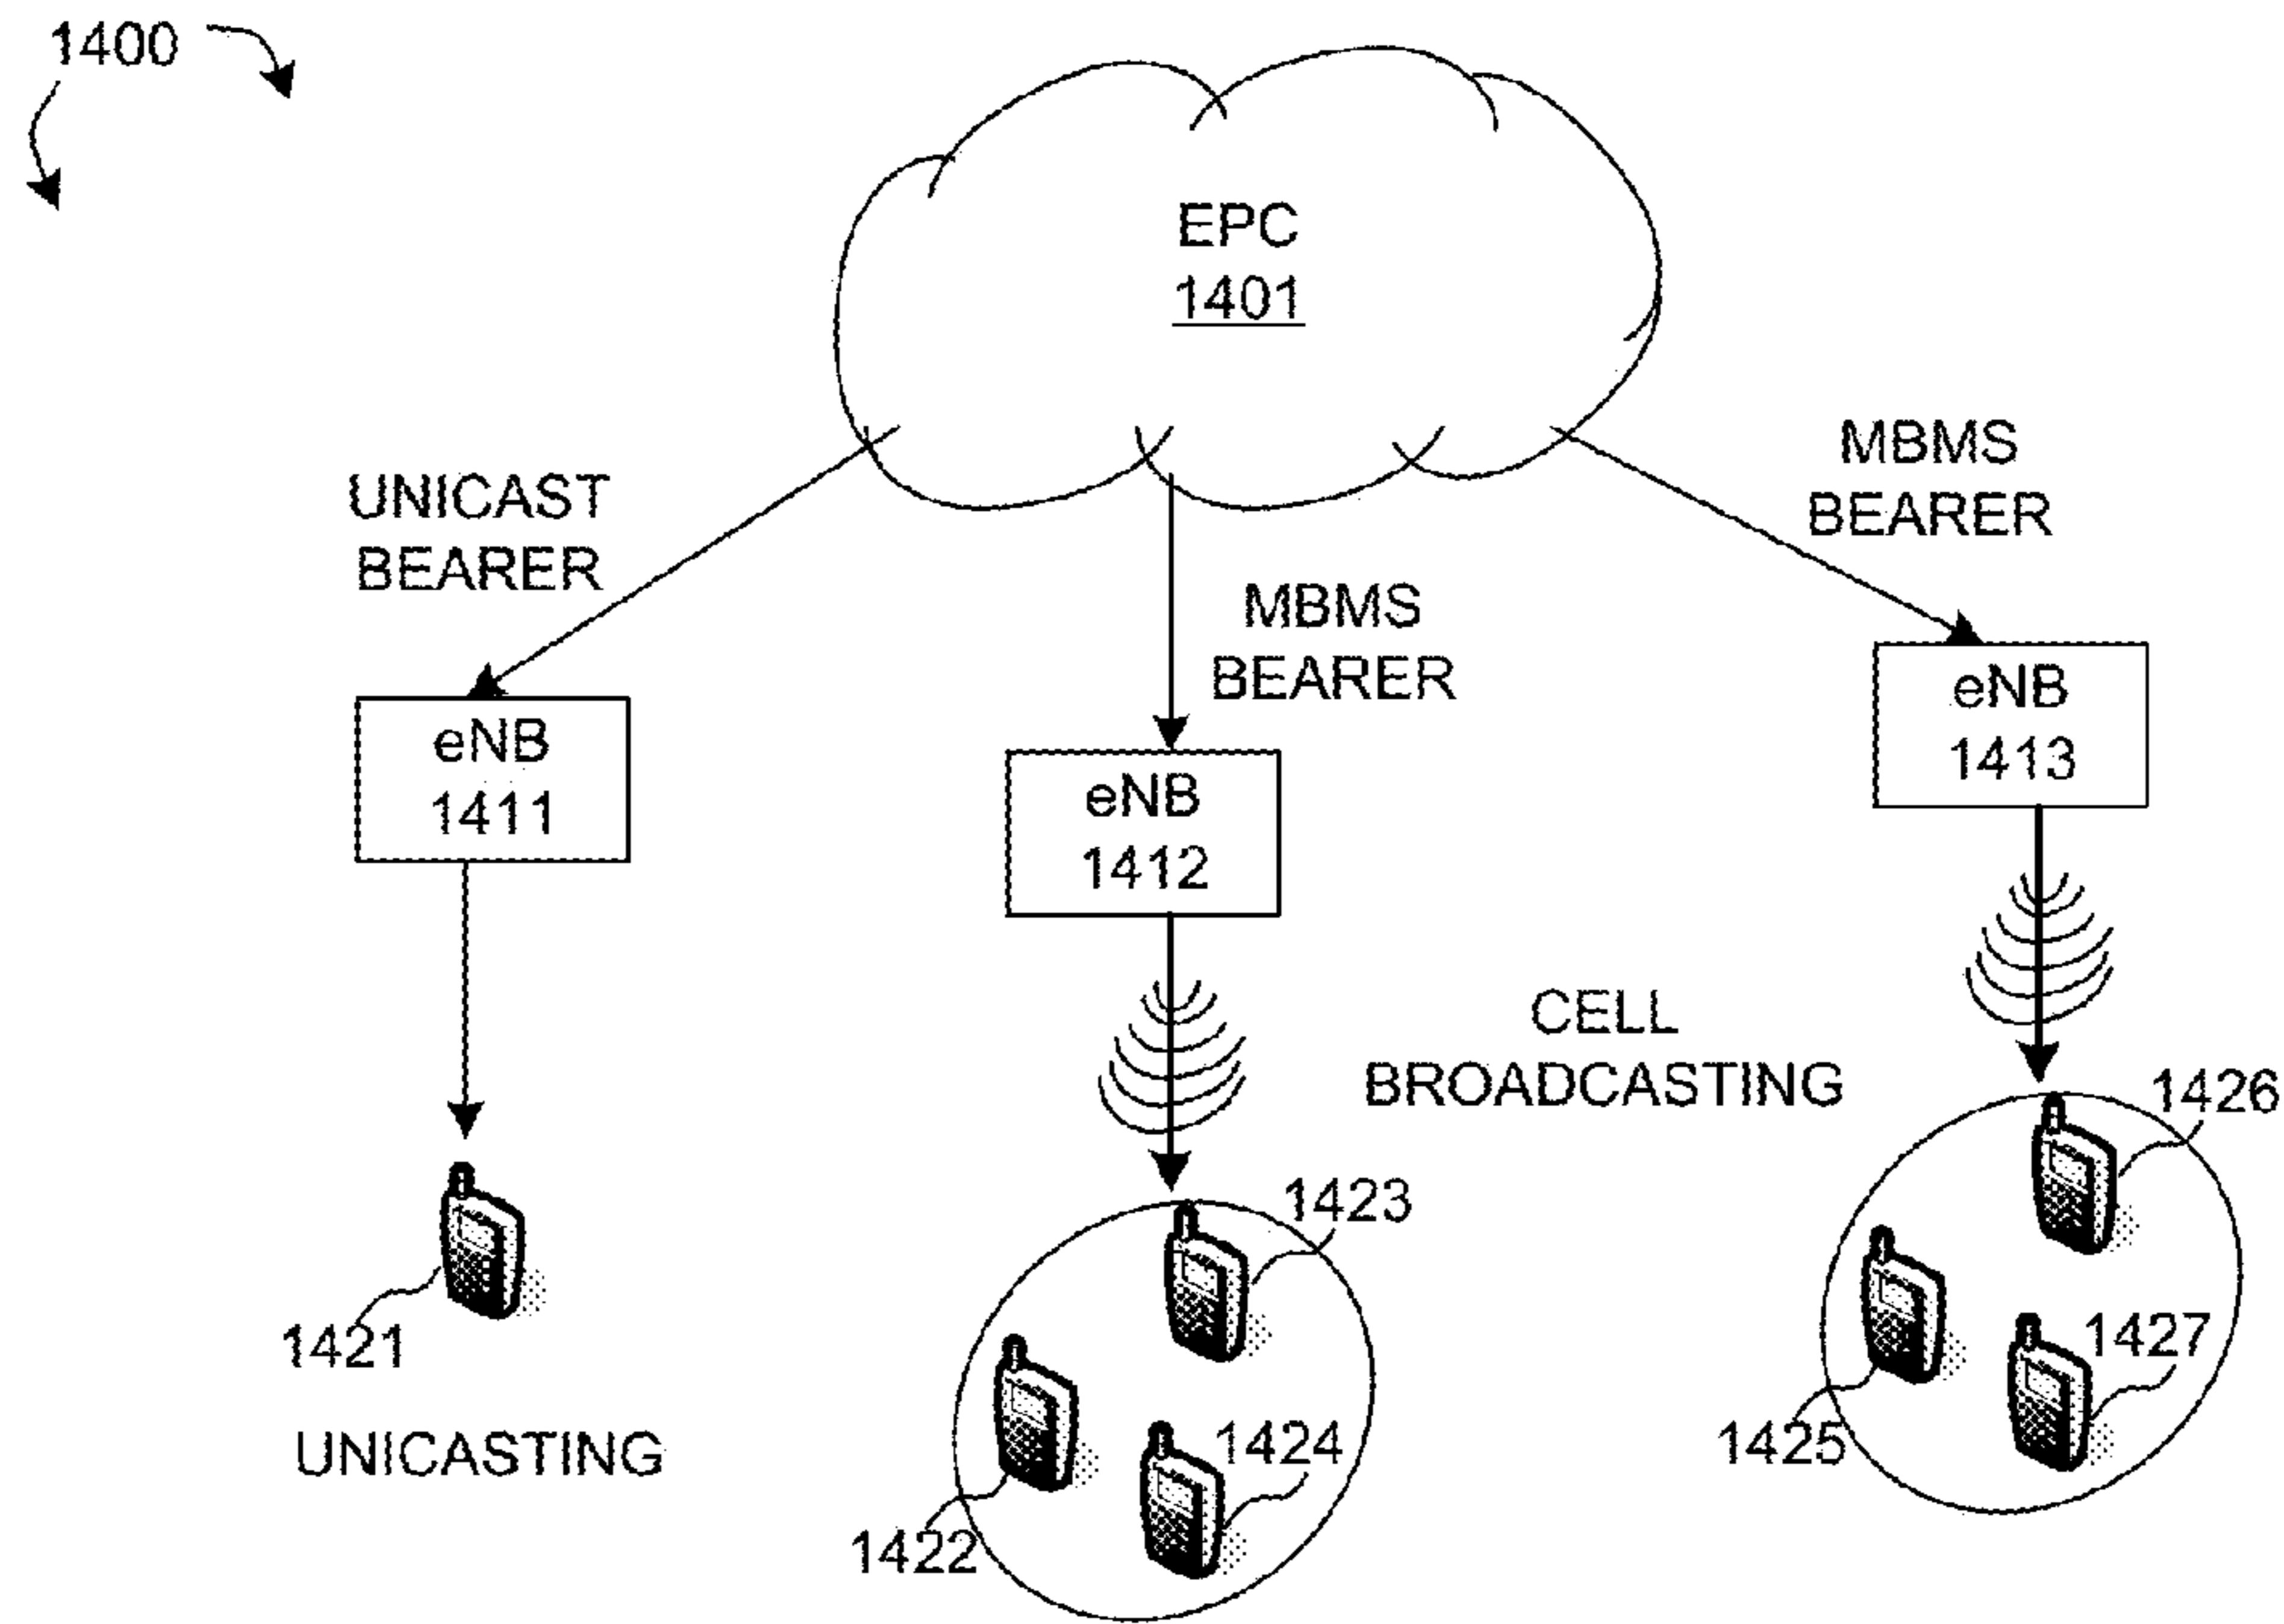 1400
EPC
1401
UNICAST
BEARER
MBMS
BEARER
MBMS
BEARER
eNB
1411
eNB
1412
eNB
1413
CELL
BROADCASTING
1421
UNICASTING
1423
1424
1422
1426
1427
1425